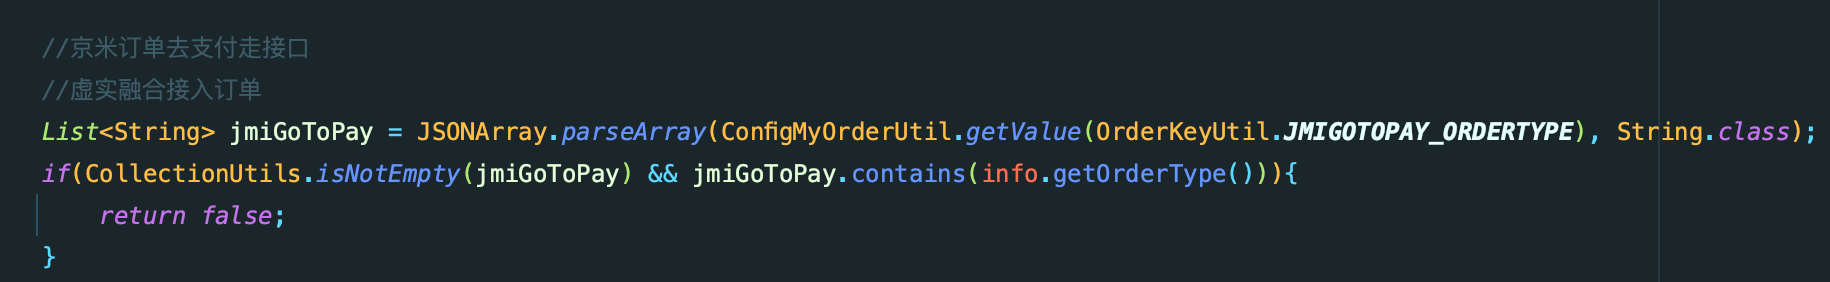 //京米订单去支付走接口
//虚实融合接入订单
List<String> jmiGoToPay = JSONArray.parseArray(ConfigMyOrderUtil.getValue(OrderKeyUtil.JMIGOTOPAY_ORDERTYPE), String.class);
if(CollectionUtils.isNotEmpty(jmiGoToPay) && jmiGoToPay.contains(info.getOrderType())){
    return false;
}